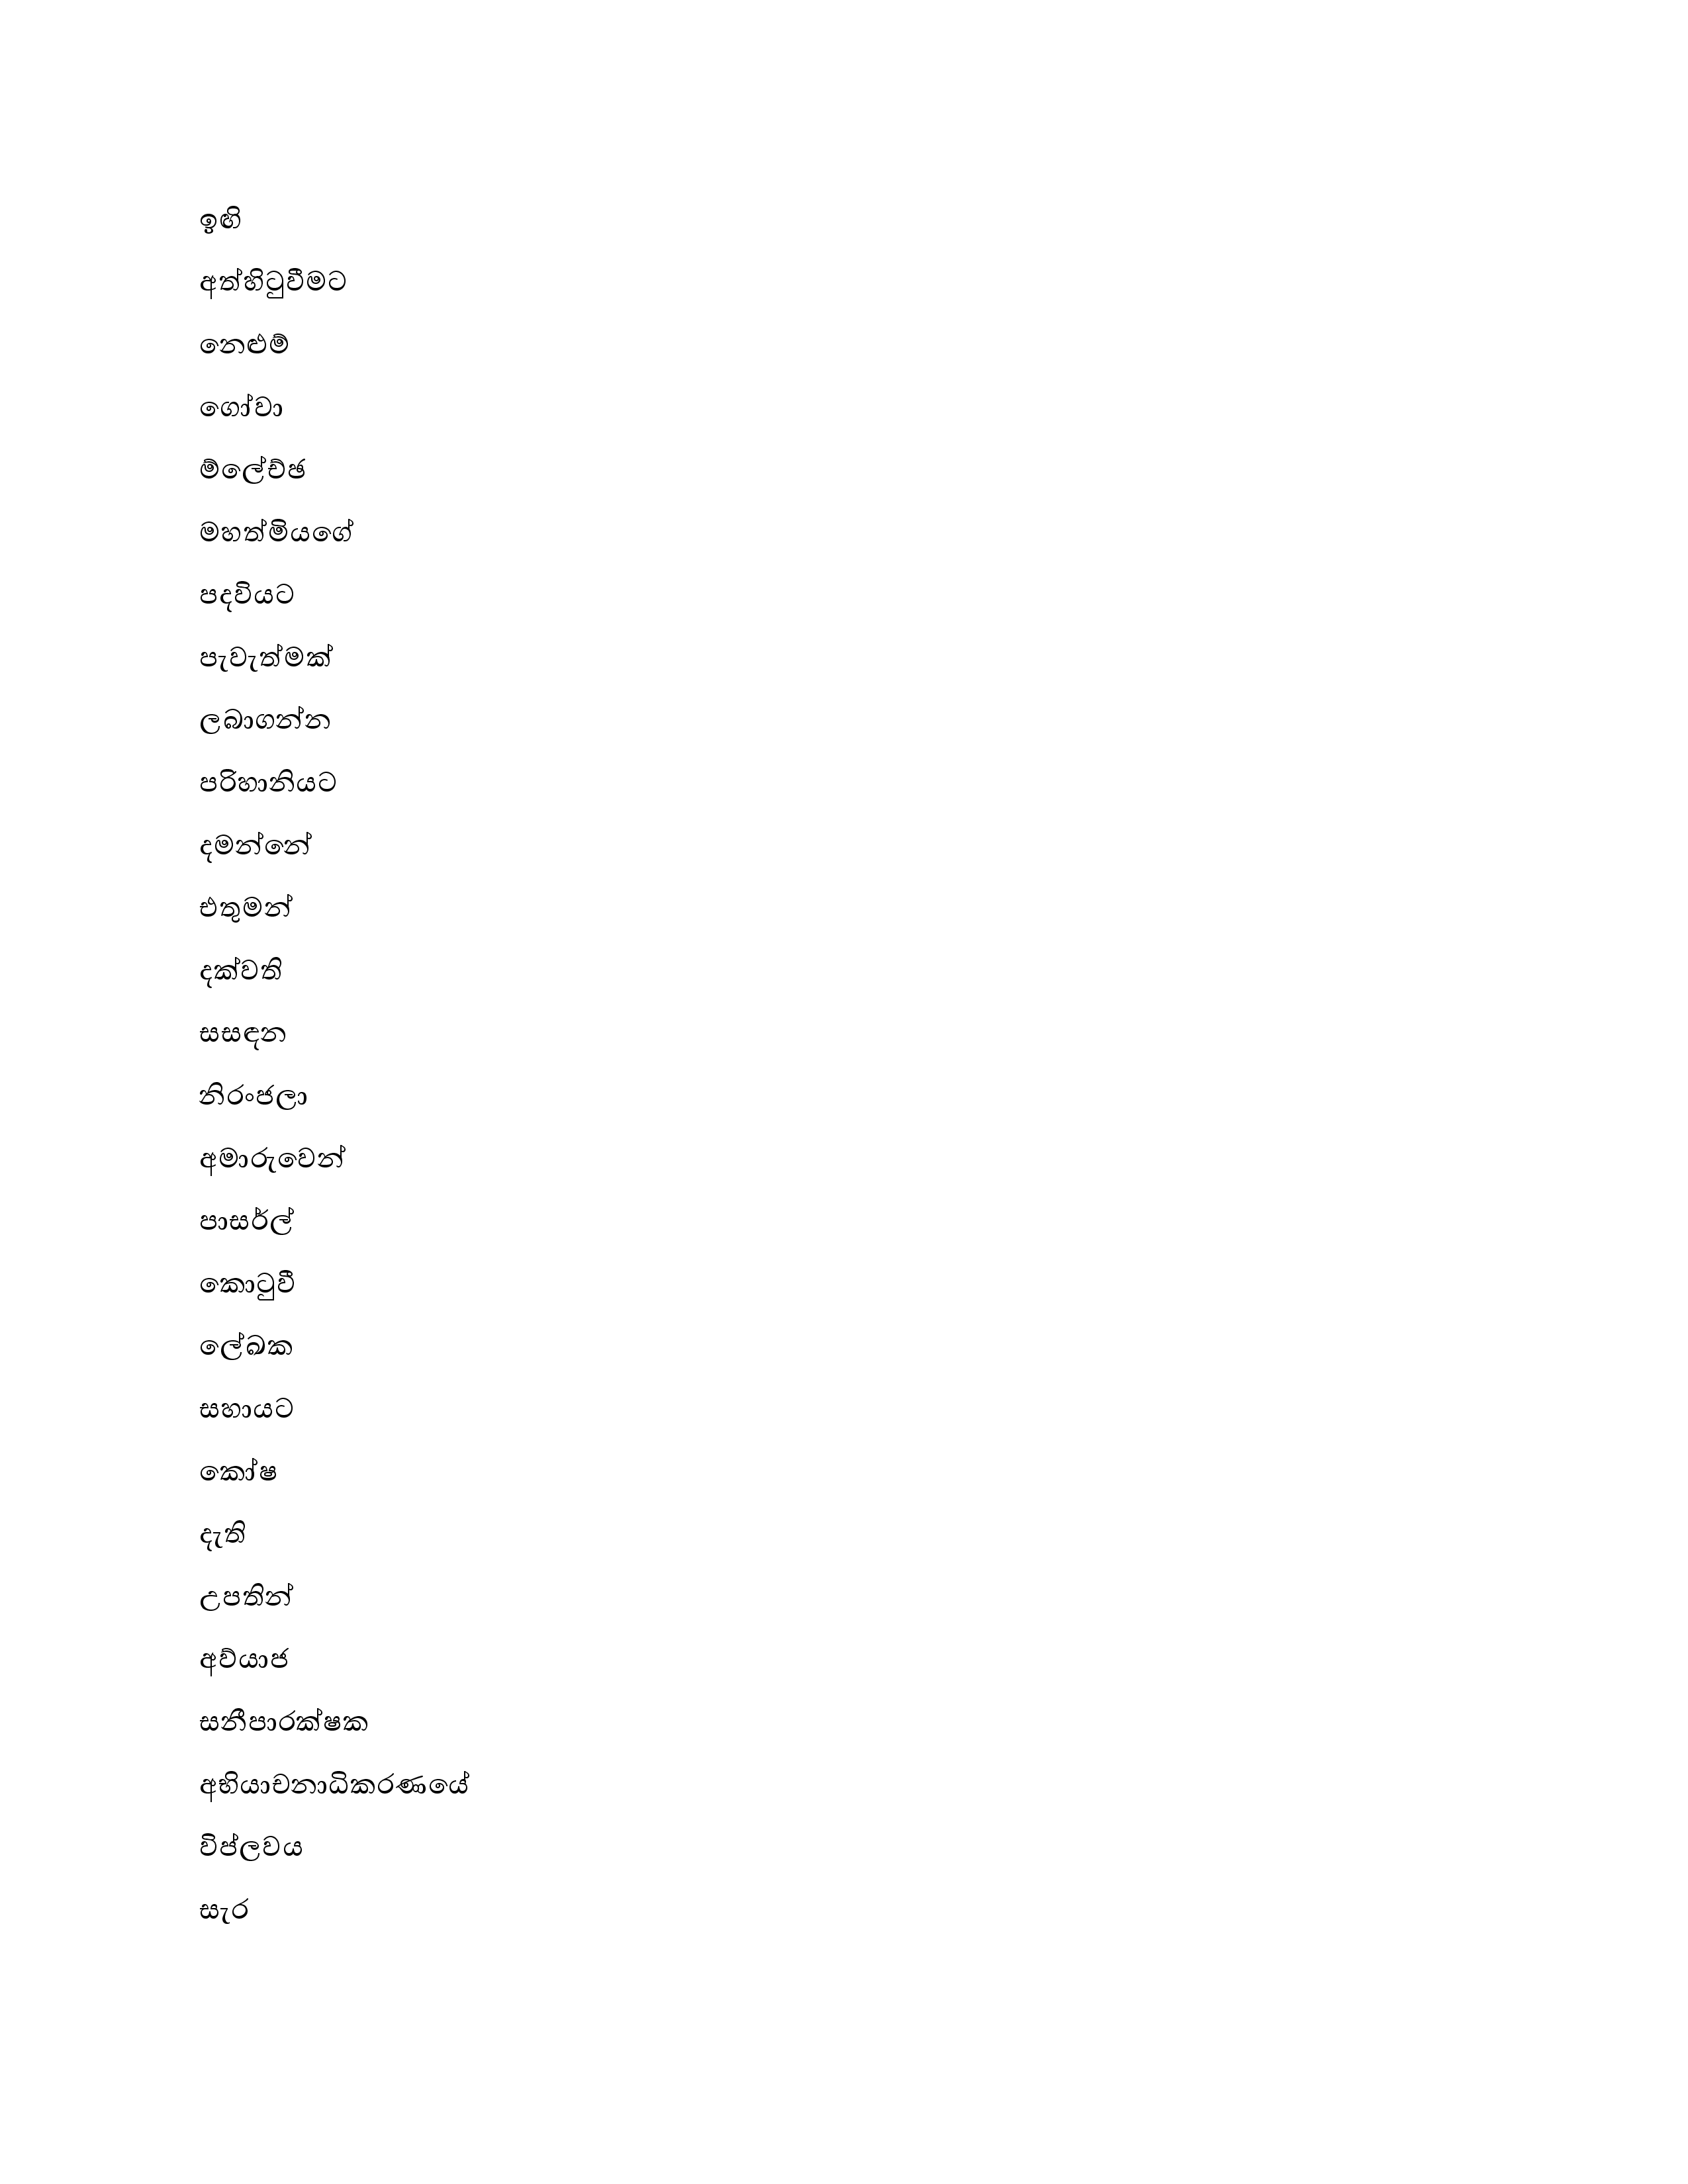 ඉඟි
අත්හිටුවීමට
නෙළුම්
ගෝවා
ම්ලේච්ඡ
මහත්මියගේ
පදවියට
පැවැත්මක්
ලබාගන්න
පරිහානියට
දමන්නේ
එතුමන්
දක්වති
සසඳන
නිරංජලා
අමාරුවෙන්
පාසර්ල්
කොටුවී
ලේඛක
සහායට
කෝෂ
දැති
උපතින්
අව්යාජ
සනීපාරක්ෂක
අභියාචනාධිකරණයේ
විප්ලවය
සැර